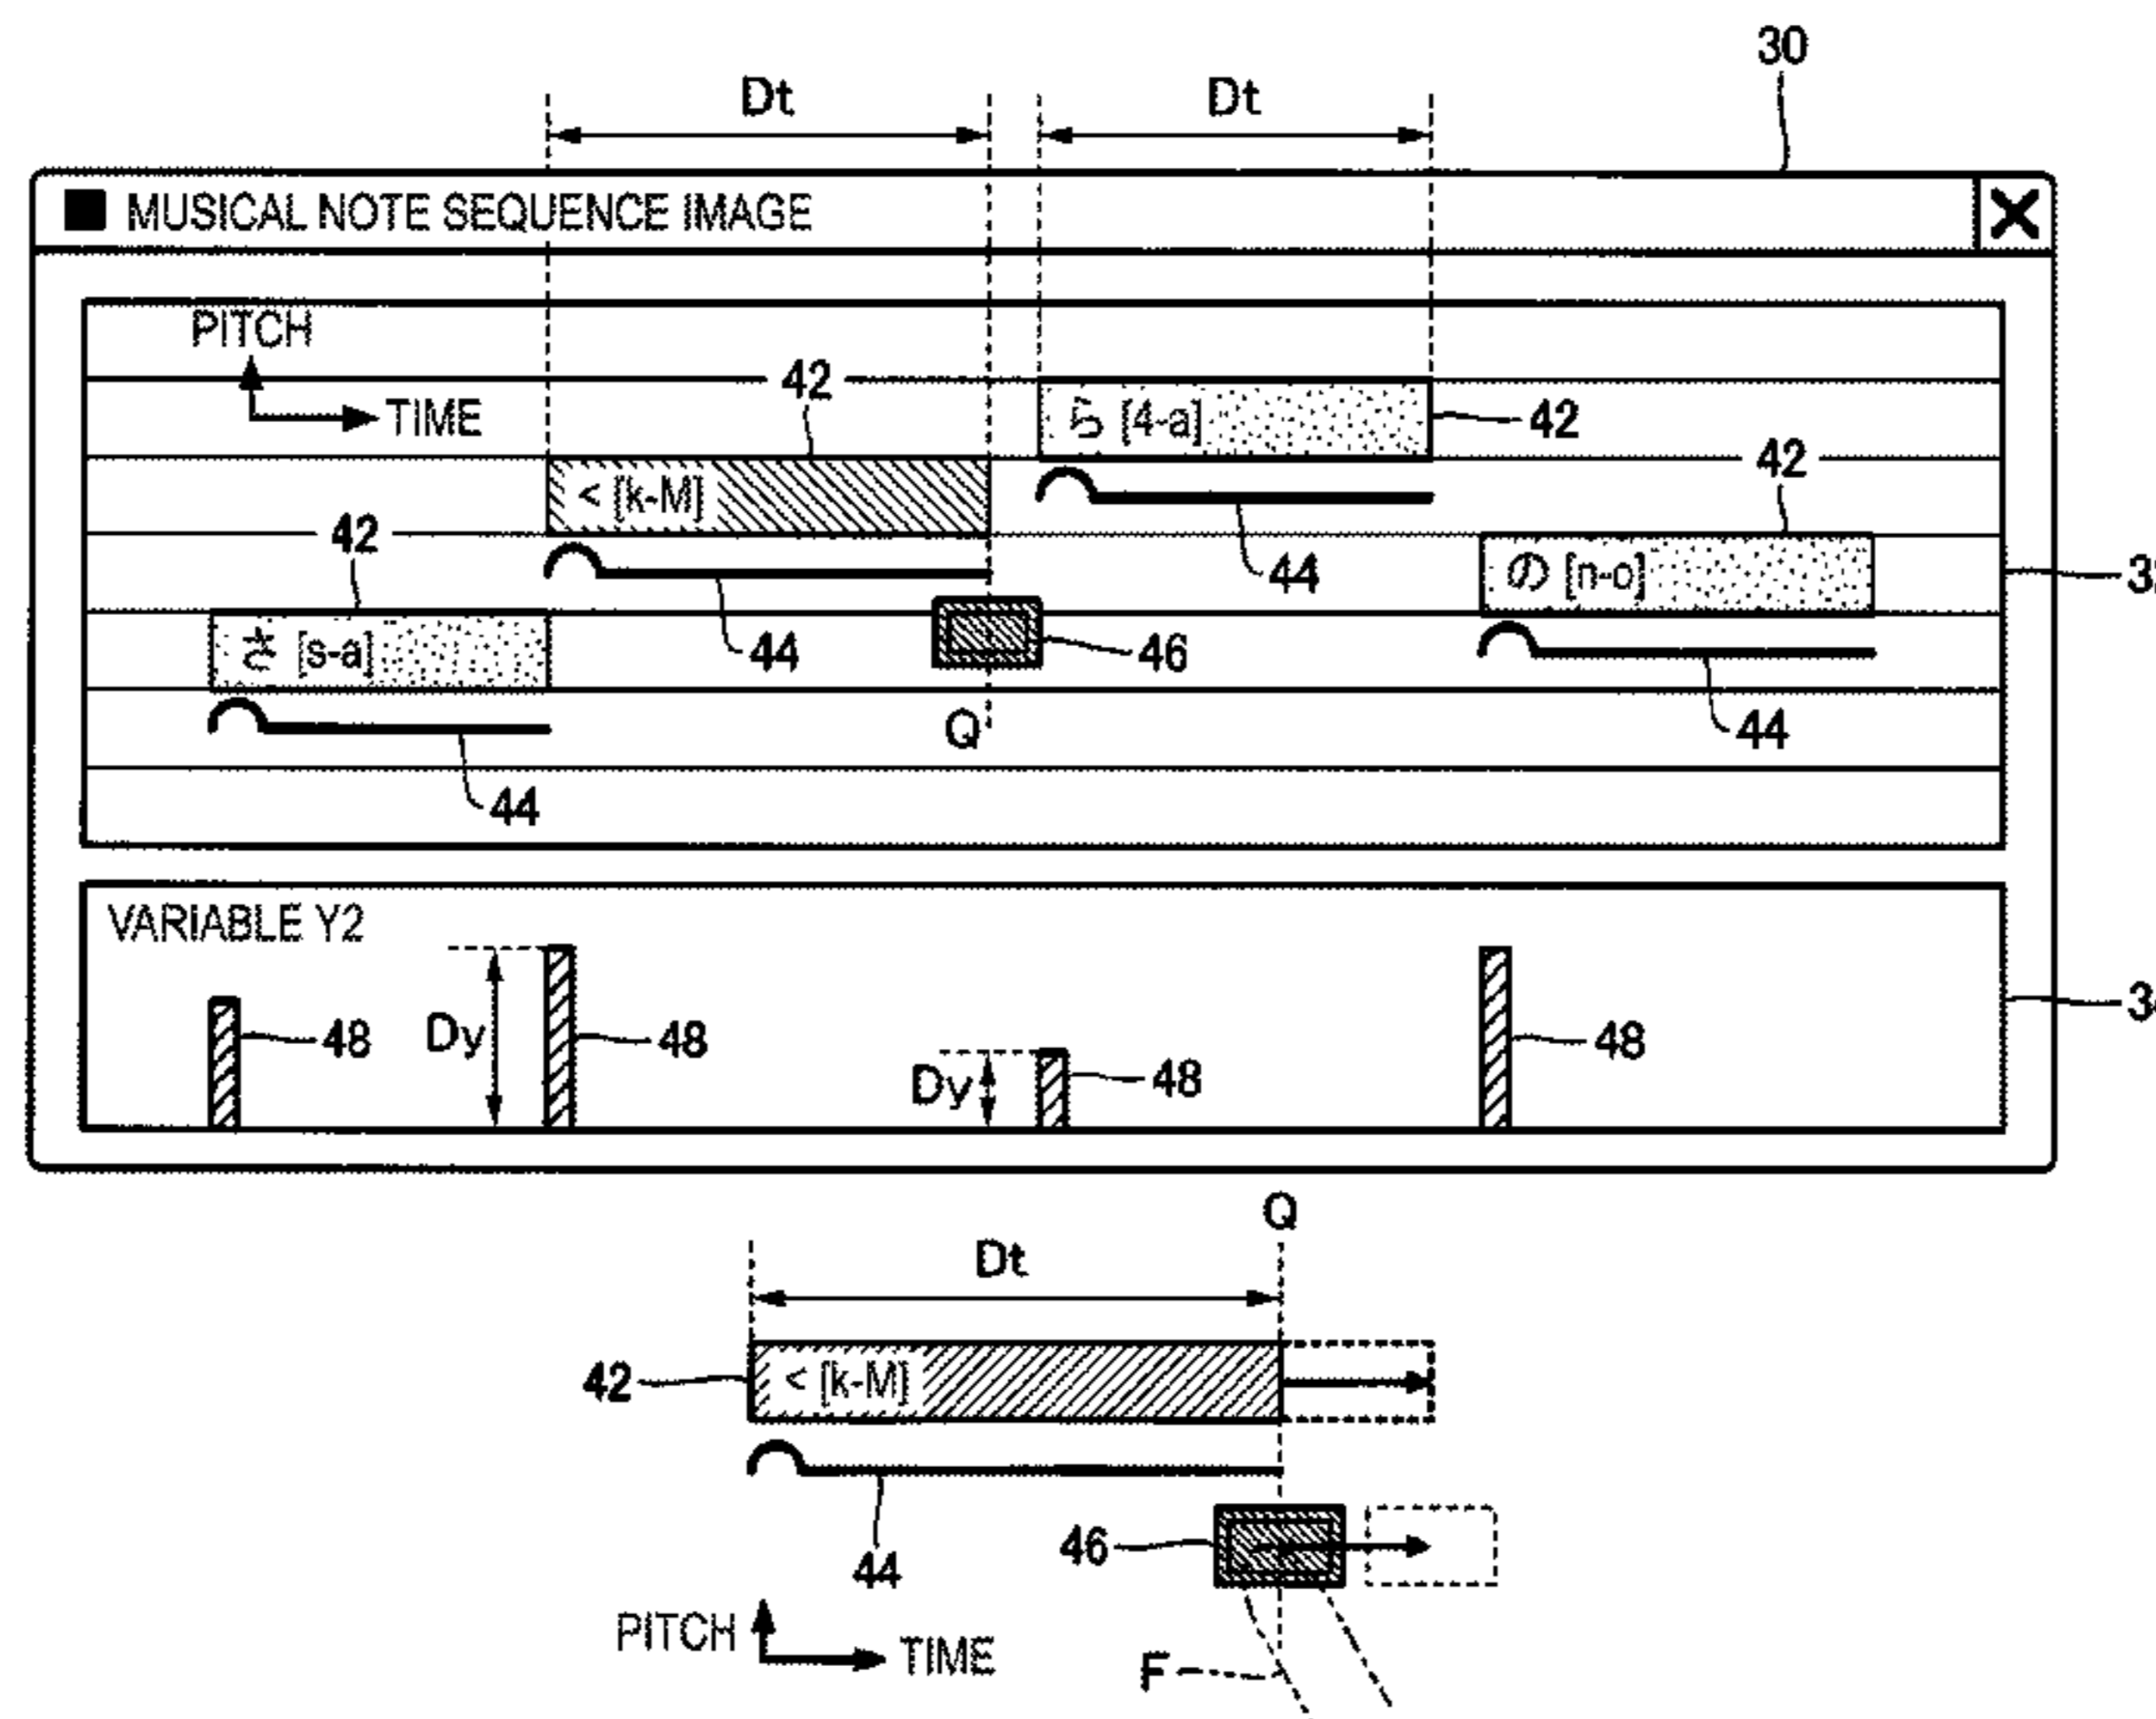 30
Dt Dt
MUSICAL NOTE SEQUENCE IMAGE
PITCH
TIME
42
ら [4-a] 42
< [k-M] 42
42
44
の [n-o]
44 46
さ [s-a]
Q 44
44
VARIABLE Y2
48 Dy 48 Dy 48 48
Q
Dt
42 < [k-M]
46
44
PITCH
TIME
F